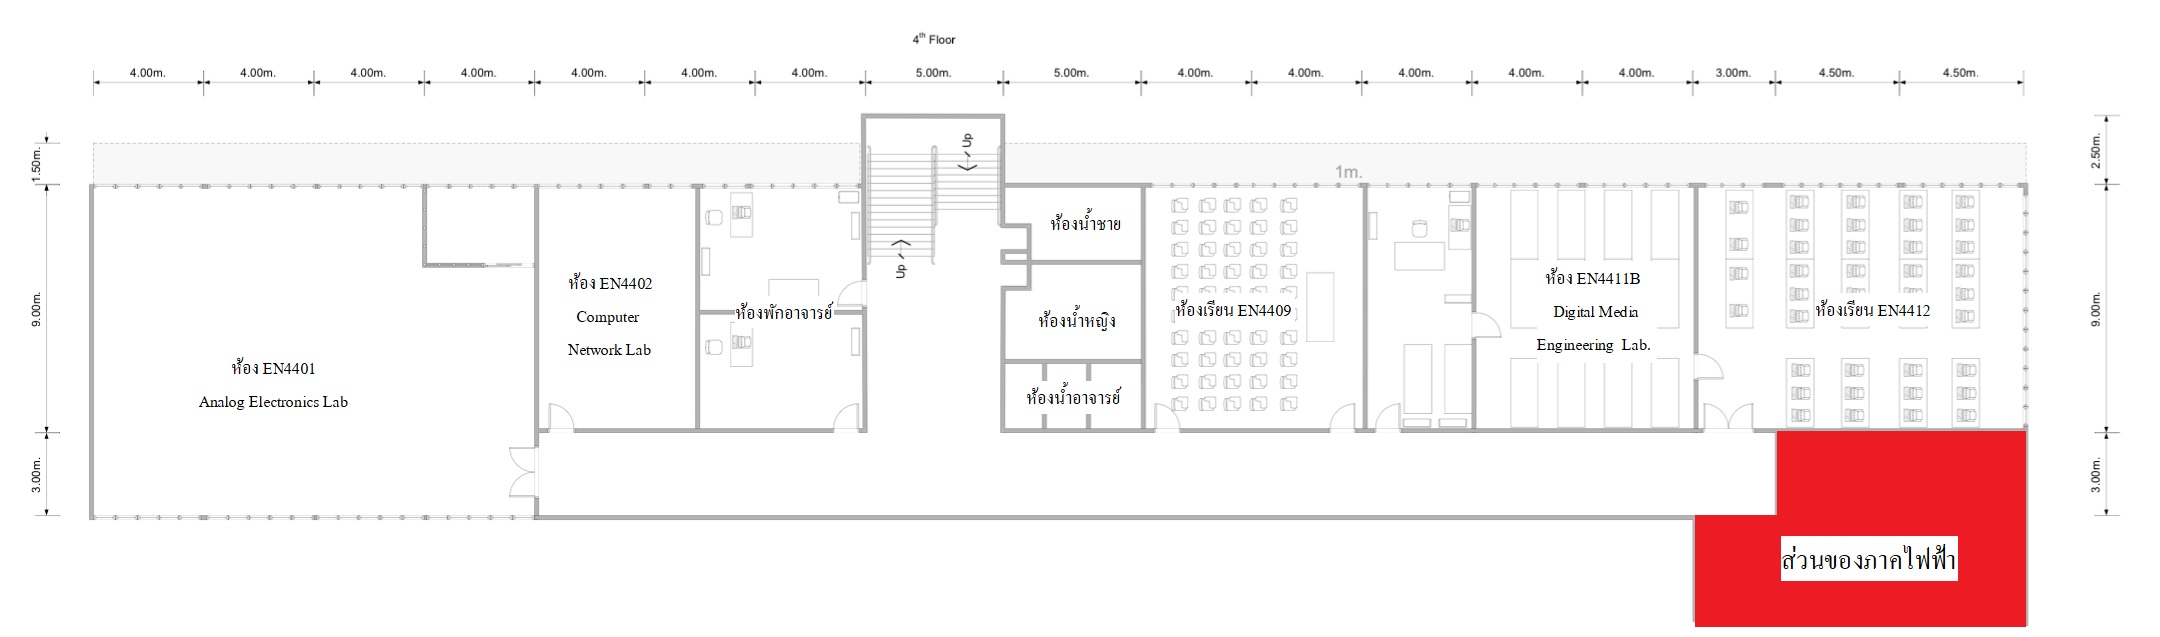 4th Floor
4.00m. 4.00m. 4.00m. 4.00m. 4.00m. 4.00m. 4.00m. 5.00m. 5.00m. 4.00m. 4.00m. 4.00m. 4.00m. 4.00m. 3.00m. 4.50m. 4.50m.
1.50m.
9.00m.
3.00m.
2.50m.
9.00m.
3.00m.
Up
Up
1m.
ห้อง EN4401
Analog Electronics Lab
ห้อง EN4402
Computer
Network Lab
ห้องพักอาจารย์
ห้องน้ำชาย
ห้องน้ำหญิง
ห้องน้ำอาจารย์
ห้องเรียน EN4409
ห้อง EN4411B
Digital Media
Engineering Lab.
ห้องเรียน EN4412
ส่วนของภาคไฟฟ้า